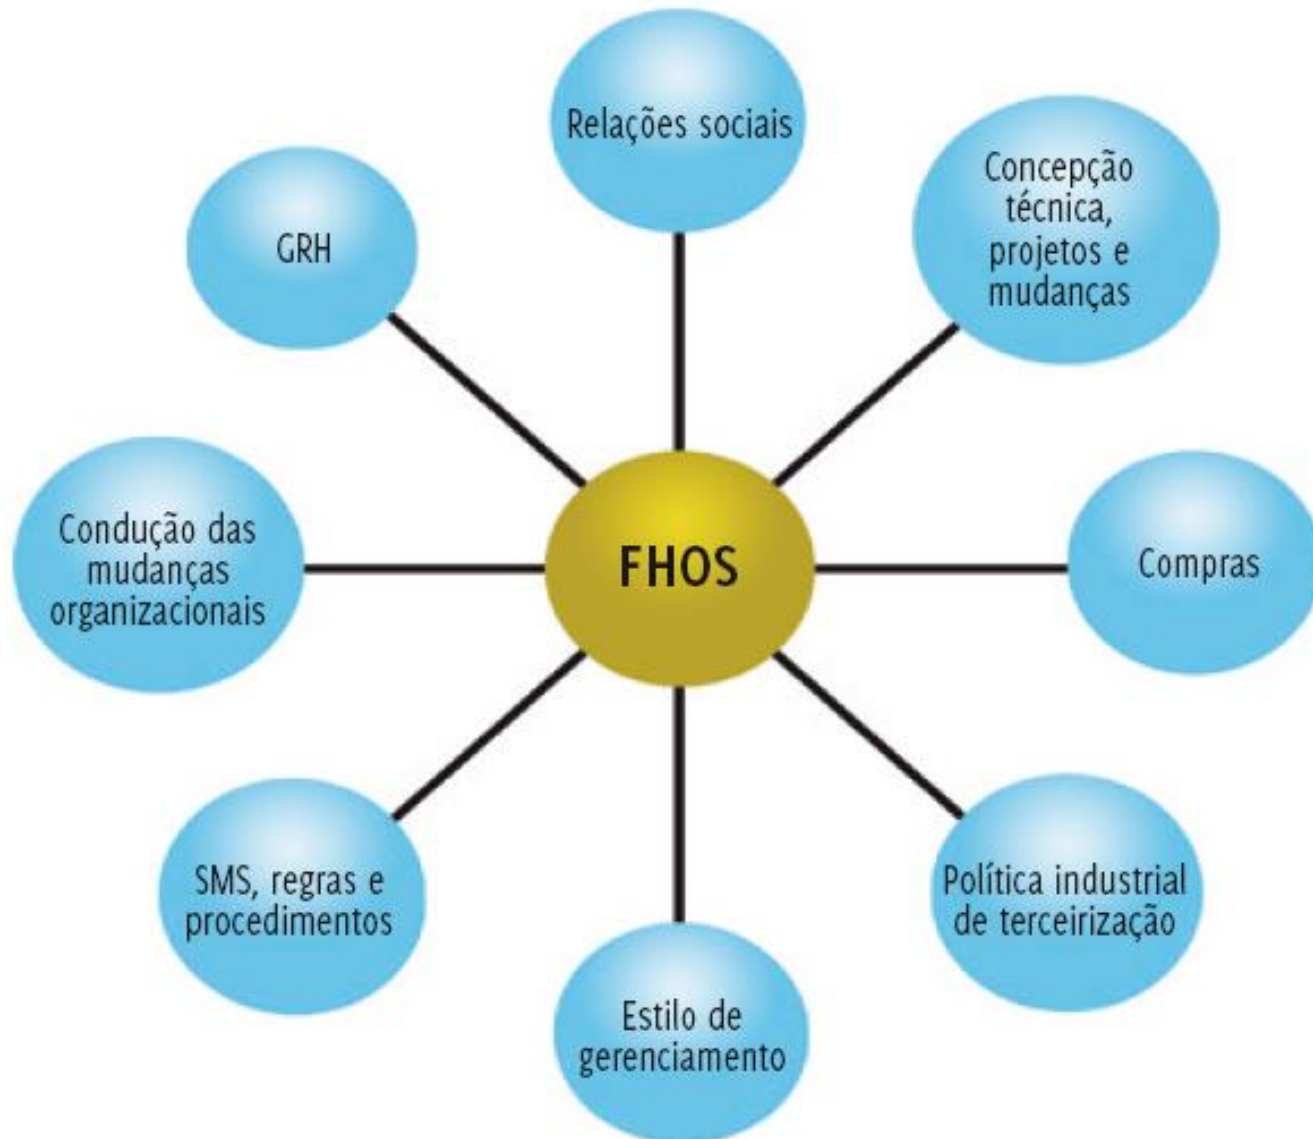 Relações sociais
Concepção
técnica,
projetos e
mudanças
GRH
Condução das
mudanças
organizacionais
FHOS
Compras
SMS, regras e
procedimentos
Política industrial
de terceirização
Estilo de
gerenciamento